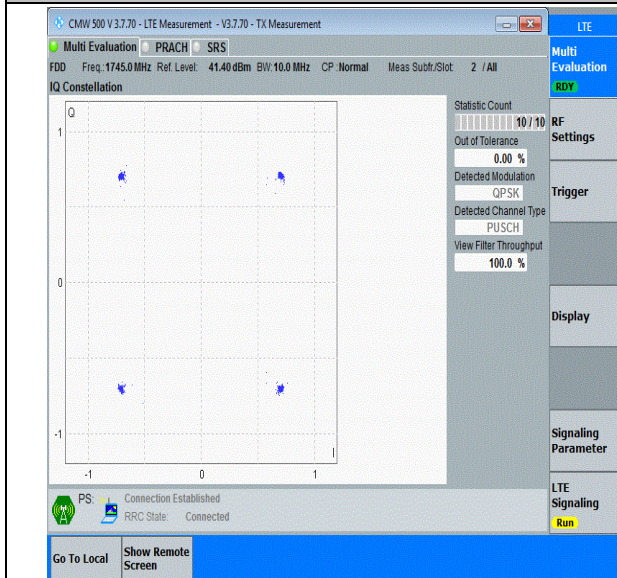 CMW 500 V 3.7.70 - LTE Measurement - V3.7.70 - TX Measurement
LTE
Multi Evaluation PRACH SRS
Multi
Evaluation
RDY
FDD Freq.:1745.0 MHz Ref. Level: 41.40 dBm BW:10.0 MHz CP :Normal Meas Subfr./Slot: 2 / All
IQ Constellation
Statistic Count
10 / 10
Out of Tolerance
0.00 %
Detected Modulation
QPSK
Detected Channel Type
PUSCH
View Filter Throughput
100.0 %
Q
1
0
-1
I
-1 0 1
RF
Settings
Trigger
Display
Signaling
Parameter
LTE
Signaling
Run
PS: Connection Established
RRC State: Connected
Go To Local
Show Remote
Screen